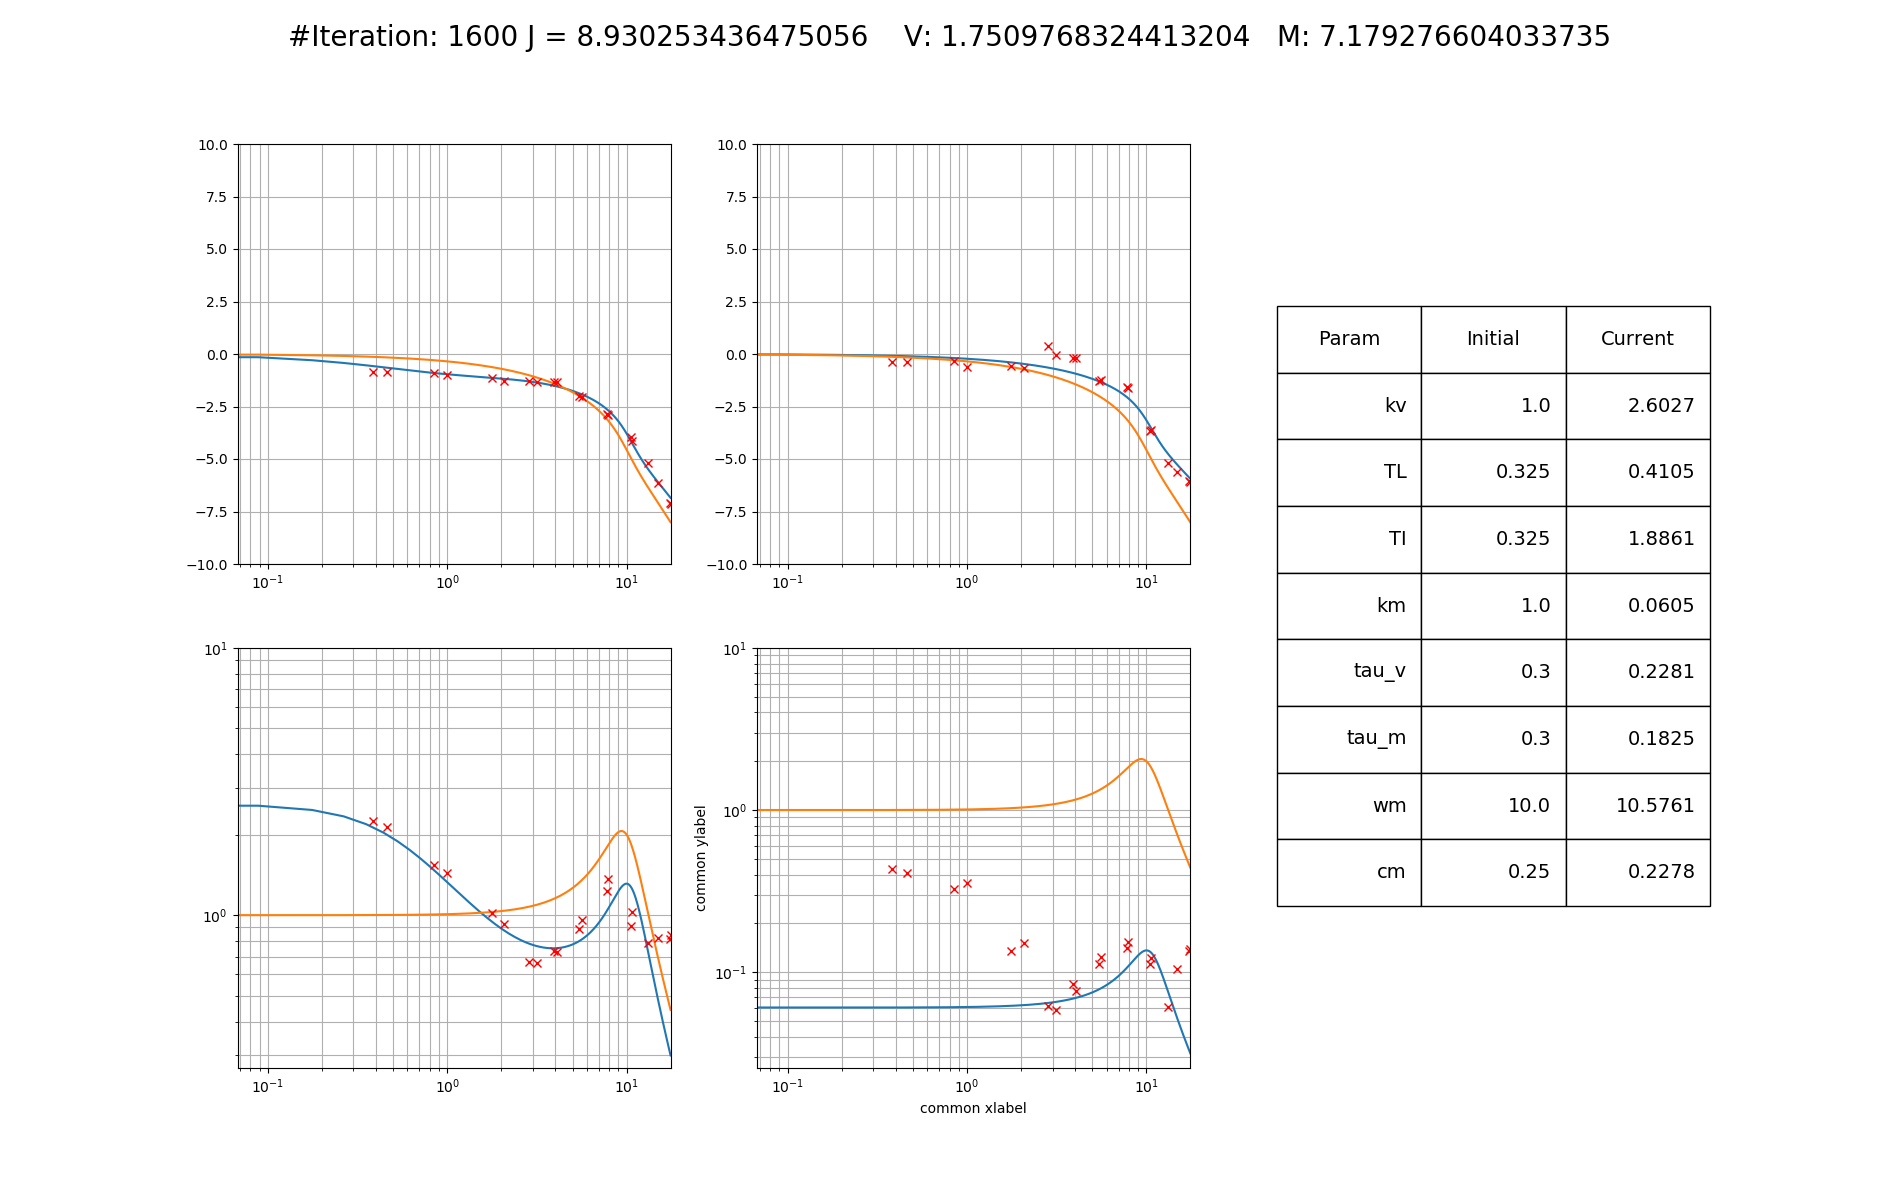 #Iteration: 1600 J = 8.930253436475056 V: 1.7509768324413204 M: 7.179276604033735
10.0
7.5
5.0
2.5
0.0
−2.5
−5.0
−7.5
−10.0
10⁻¹ 10⁰ 10¹
10.0
7.5
5.0
2.5
0.0
−2.5
−5.0
−7.5
−10.0
10⁻¹ 10⁰ 10¹
10¹
10⁰
10⁻¹ 10⁰ 10¹
common ylabel
10¹
10⁰
10⁻¹
10⁻¹ 10⁰ 10¹
common xlabel
Param Initial Current
kv 1.0 2.6027
TL 0.325 0.4105
TI 0.325 1.8861
km 1.0 0.0605
tau_v 0.3 0.2281
tau_m 0.3 0.1825
wm 10.0 10.5761
cm 0.25 0.2278